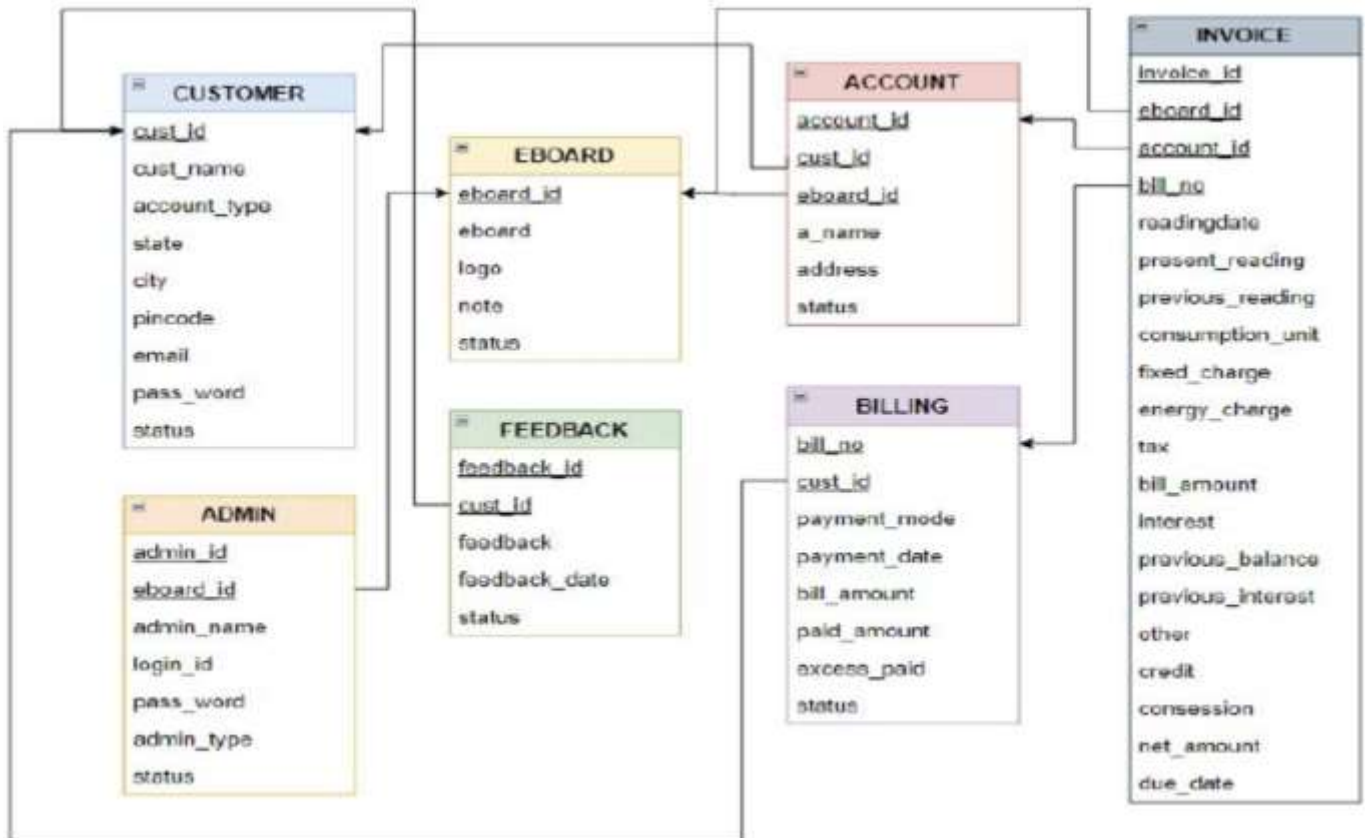 CUSTOMER
cust_id
cust_name
account_type
state
city
pincode
email
pass_word
status
ADMIN
admin_id
eboard_id
admin_name
login_id
pass_word
admin_type
status
EBOARD
eboard_id
eboard
logo
note
status
FEEDBACK
feedback_id
cust_id
feedback
feedback_date
status
ACCOUNT
account_id
cust_id
eboard_id
a_name
address
status
BILLING
bill_no
cust_id
payment_mode
payment_date
bill_amount
paid_amount
excess_paid
status
INVOICE
invoice_id
eboard_id
account_id
bill_no
readingdate
present_reading
previous_reading
consumption_unit
fixed_charge
energy_charge
tax
bill_amount
interest
previous_balance
previous_interest
other
credit
consession
net_amount
due_date